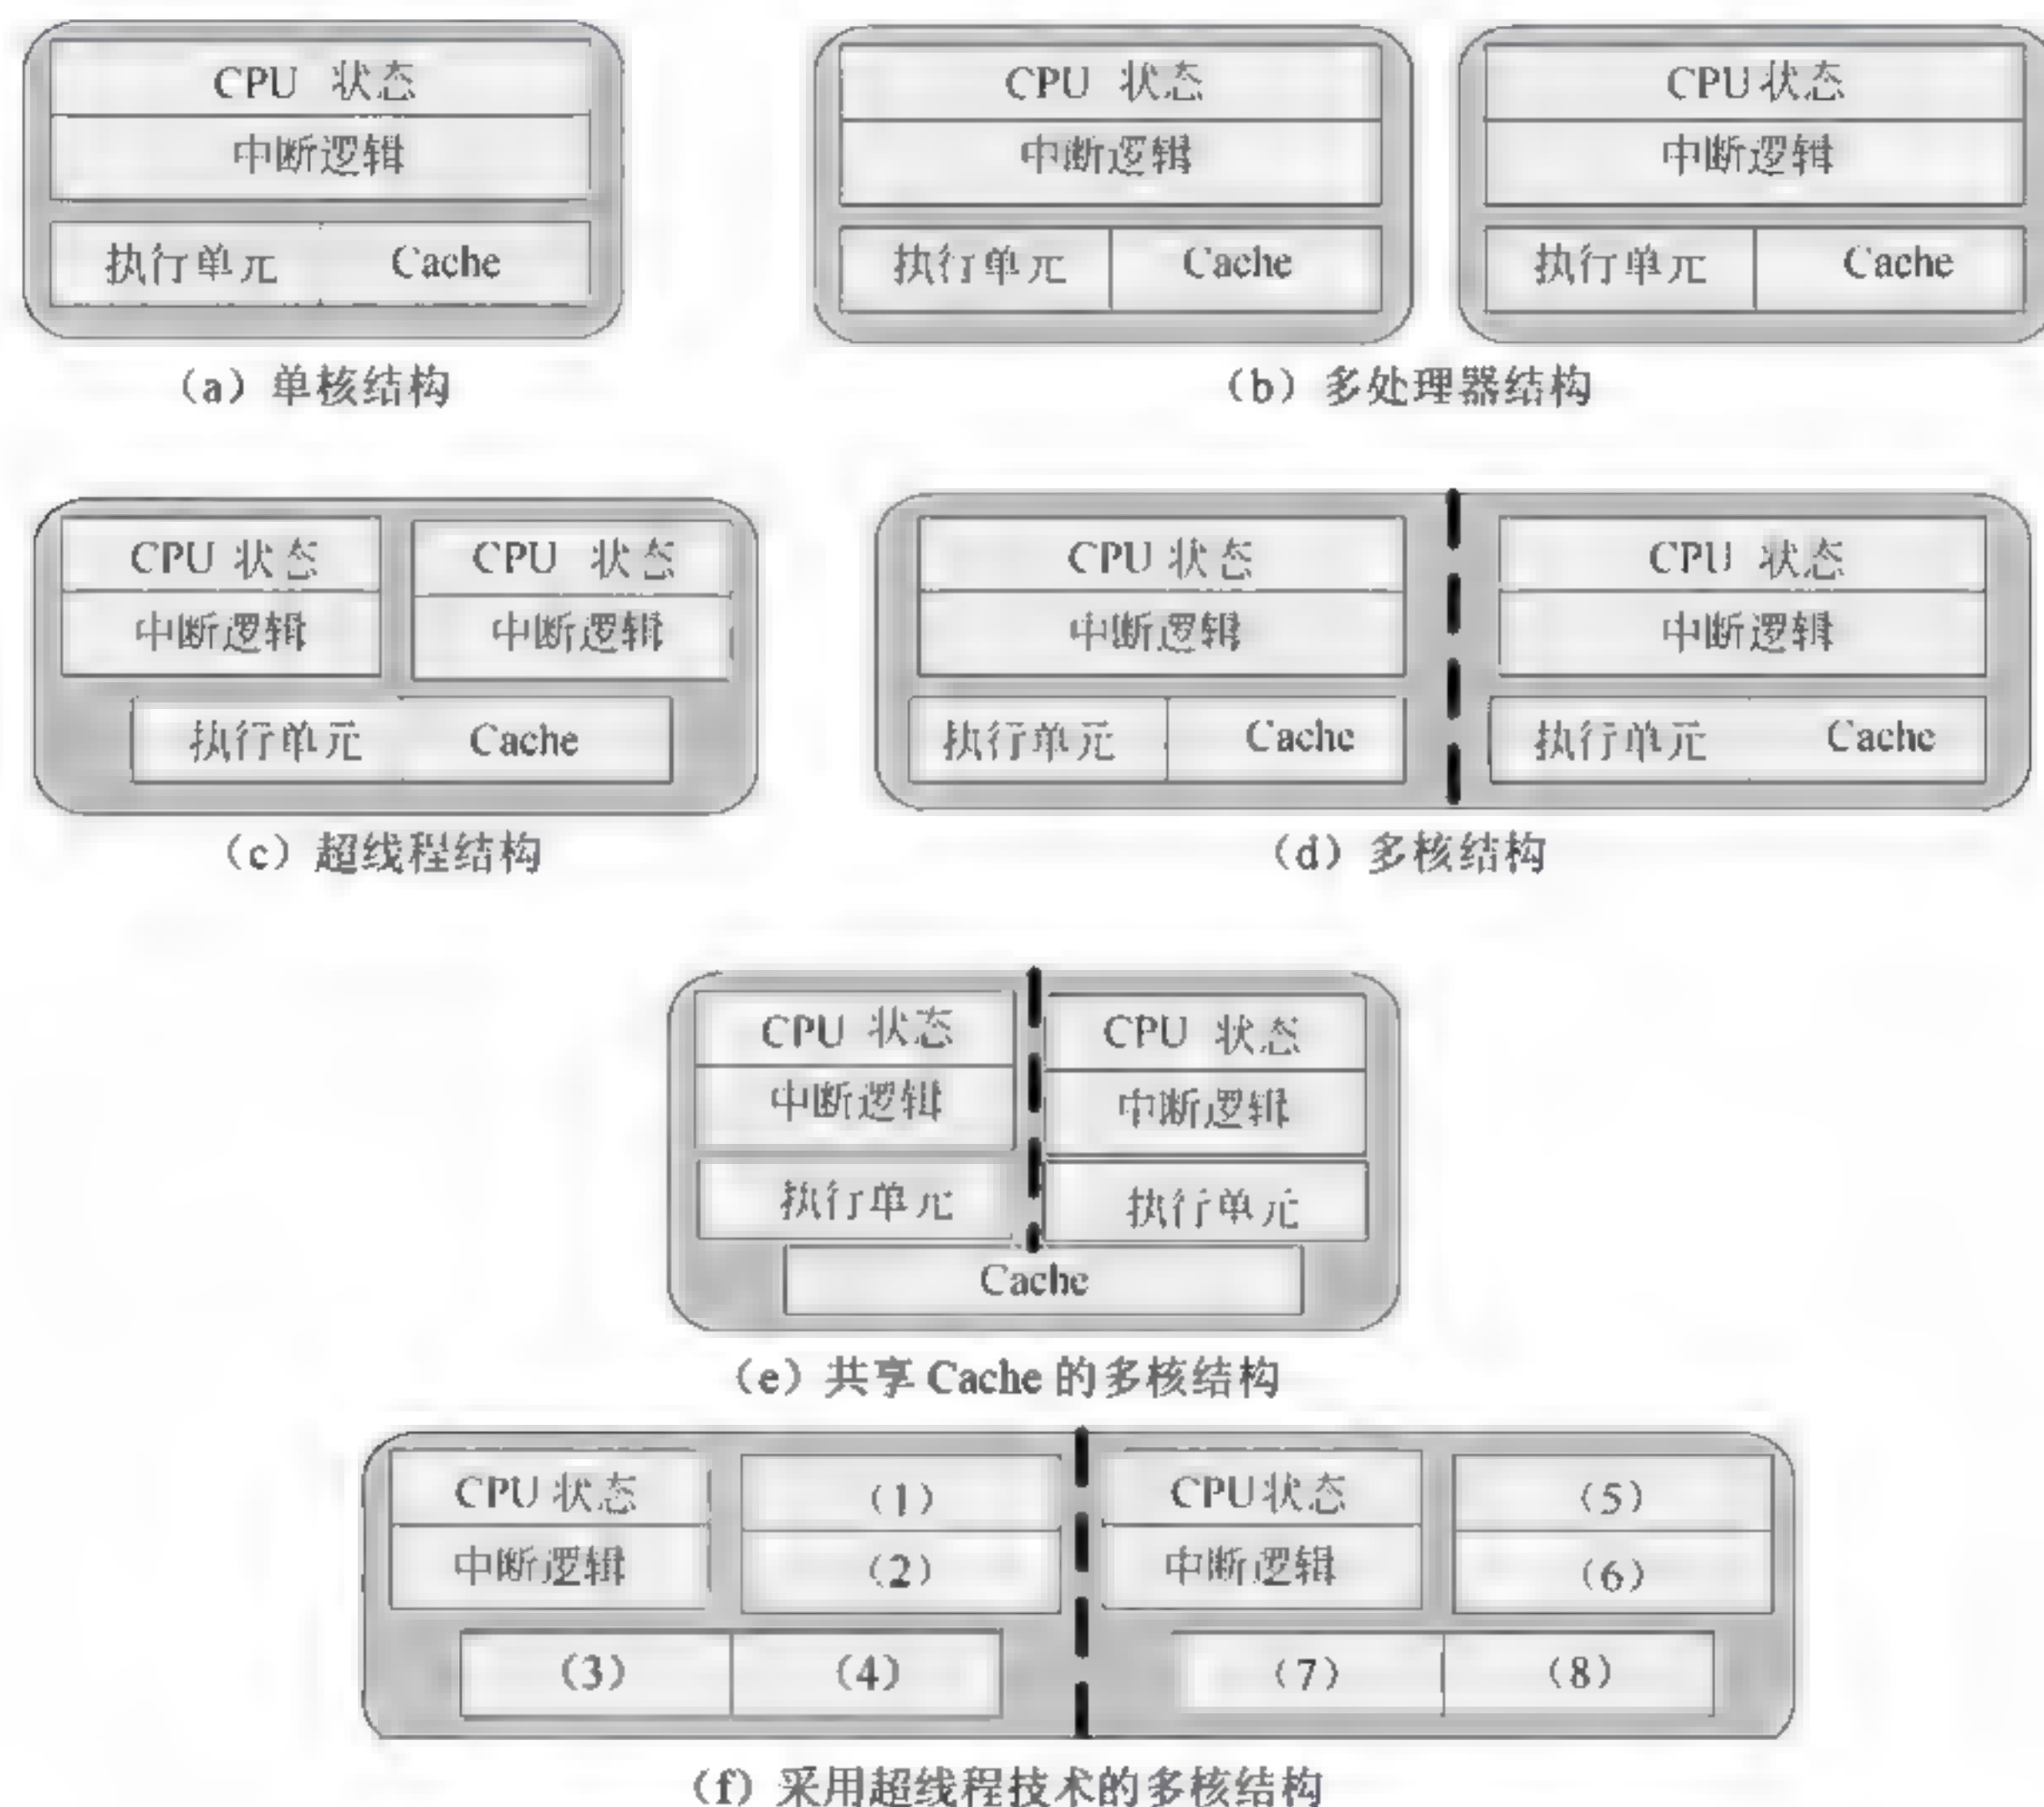 CPU 状态
中断逻辑
执行单元 Cache
(a) 单核结构
CPU 状态 CPU状态
中断逻辑 中断逻辑
执行单元 Cache 执行单元 Cache
(b) 多处理器结构
CPU 状态 CPU 状态
中断逻辑 中断逻辑
执行单元 Cache
(c) 超线程结构
CPU 状态 CPU 状态
中断逻辑 中断逻辑
执行单元 Cache 执行单元 Cache
(d) 多核结构
CPU 状态 CPU 状态
中断逻辑 中断逻辑
执行单元 执行单元
Cache
(e) 共享 Cache 的多核结构
CPU 状态 (1) CPU状态 (5)
中断逻辑 (2) 中断逻辑 (6)
(3) (4) (7) (8)
(f) 采用超线程技术的多核结构